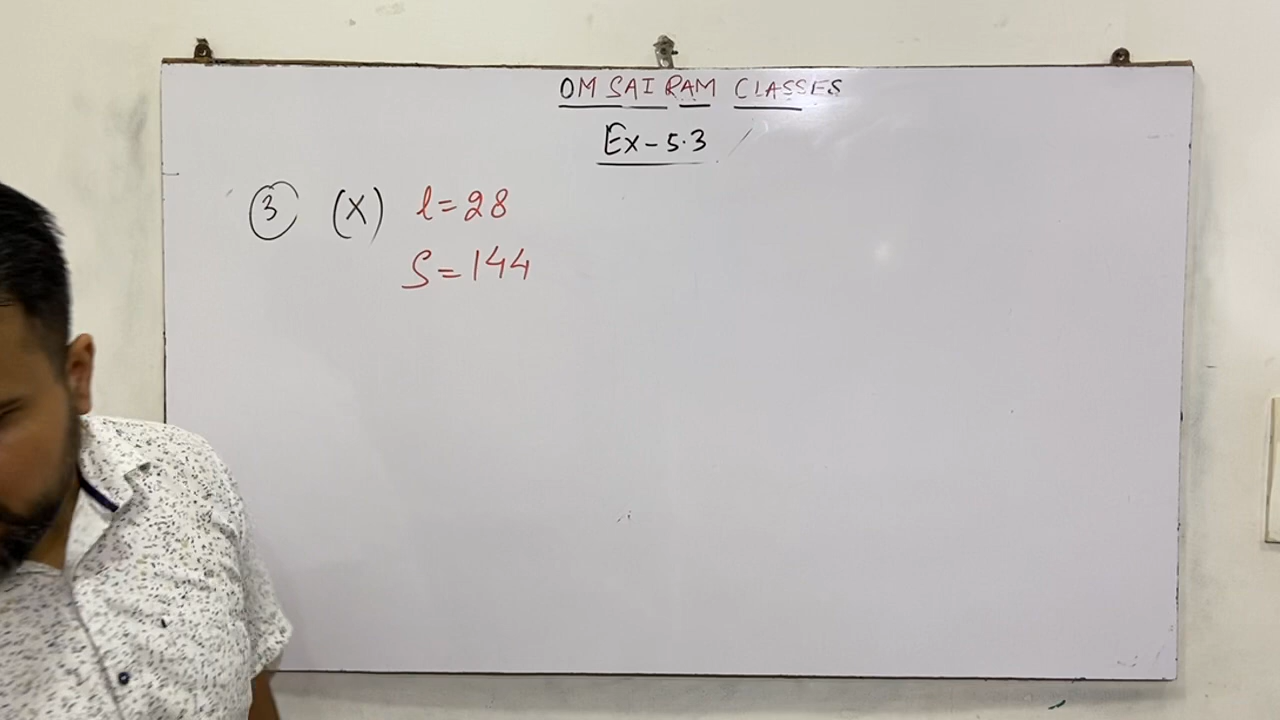 OM SAI RAM CLASSES
Ex-5.3
3 (X) l=28
S=144